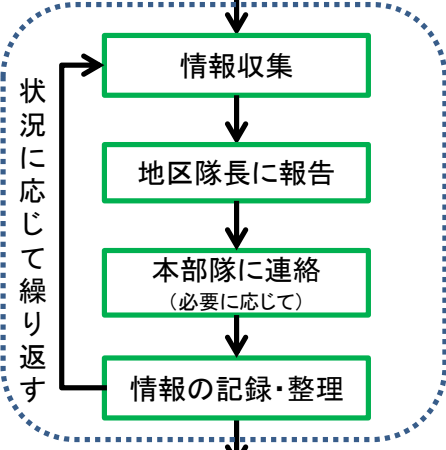 情報収集
状況に応じて繰り返す
地区隊長に報告
本部隊に連絡
（必要に応じて）
情報の記録・整理